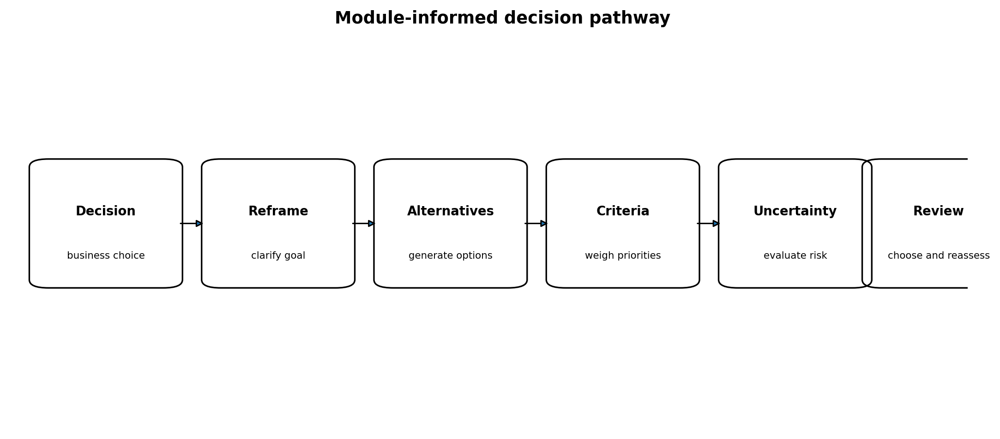 Module-informed decision pathway
Decision
business choice
Reframe
clarify goal
Alternatives
generate options
Criteria
weigh priorities
Uncertainty
evaluate risk
Review
choose and reassess